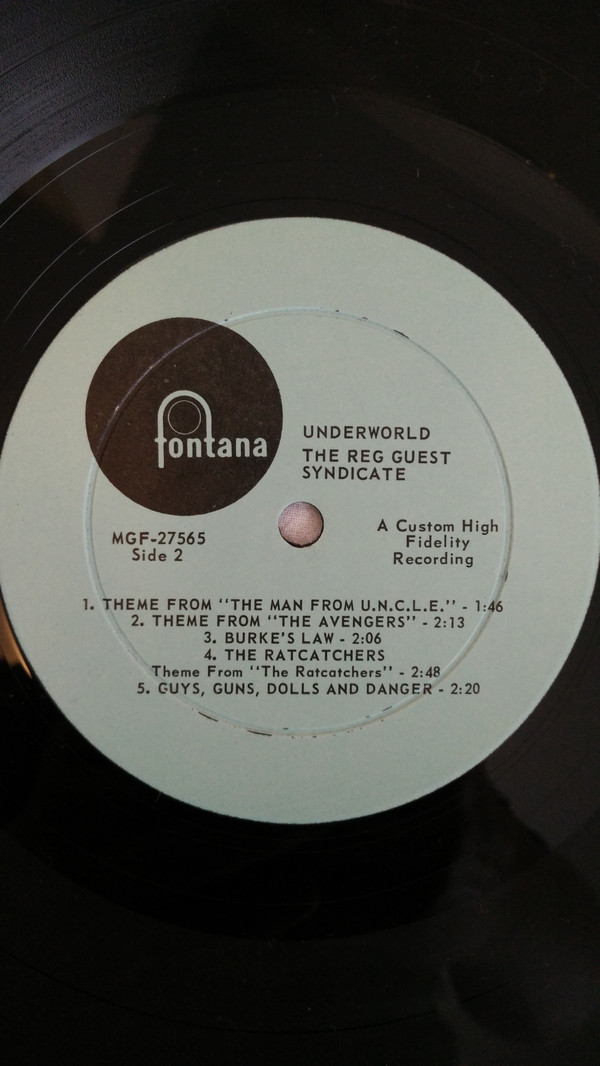 fontana
UNDERWORLD
THE REG GUEST
SYNDICATE
MGF-27565
Side 2
A Custom High
Fidelity
Recording
1. THEME FROM "THE MAN FROM U.N.C.L.E." - 1:46
2. THEME FROM "THE AVENGERS" - 2:13
3. BURKE'S LAW - 2:06
4. THE RATCATCHERS
Theme From "The Ratcatchers" - 2:48
5. GUYS, GUNS, DOLLS AND DANGER - 2:20